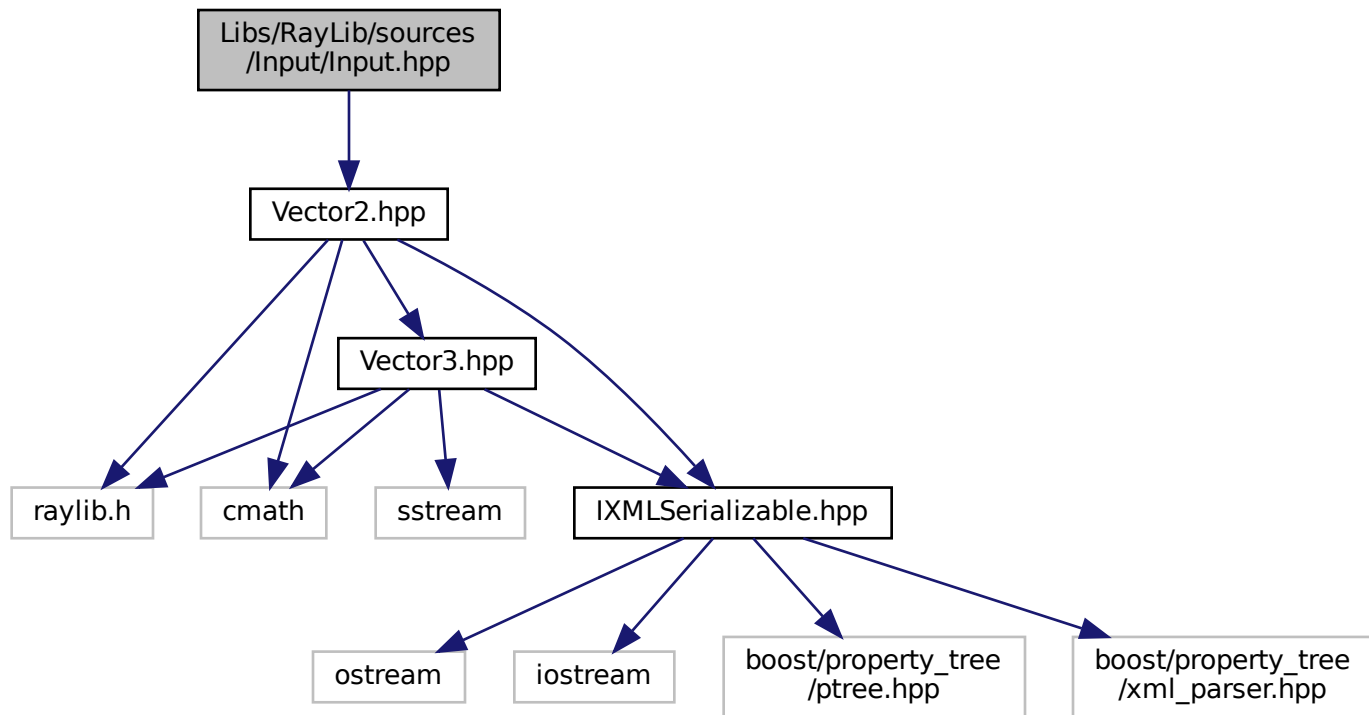 Libs/RayLib/sources
/Input/Input.hpp
Vector2.hpp
Vector3.hpp
raylib.h
cmath
sstream
IXMLSerializable.hpp
ostream
iostream
boost/property_tree
/ptree.hpp
boost/property_tree
/xml_parser.hpp